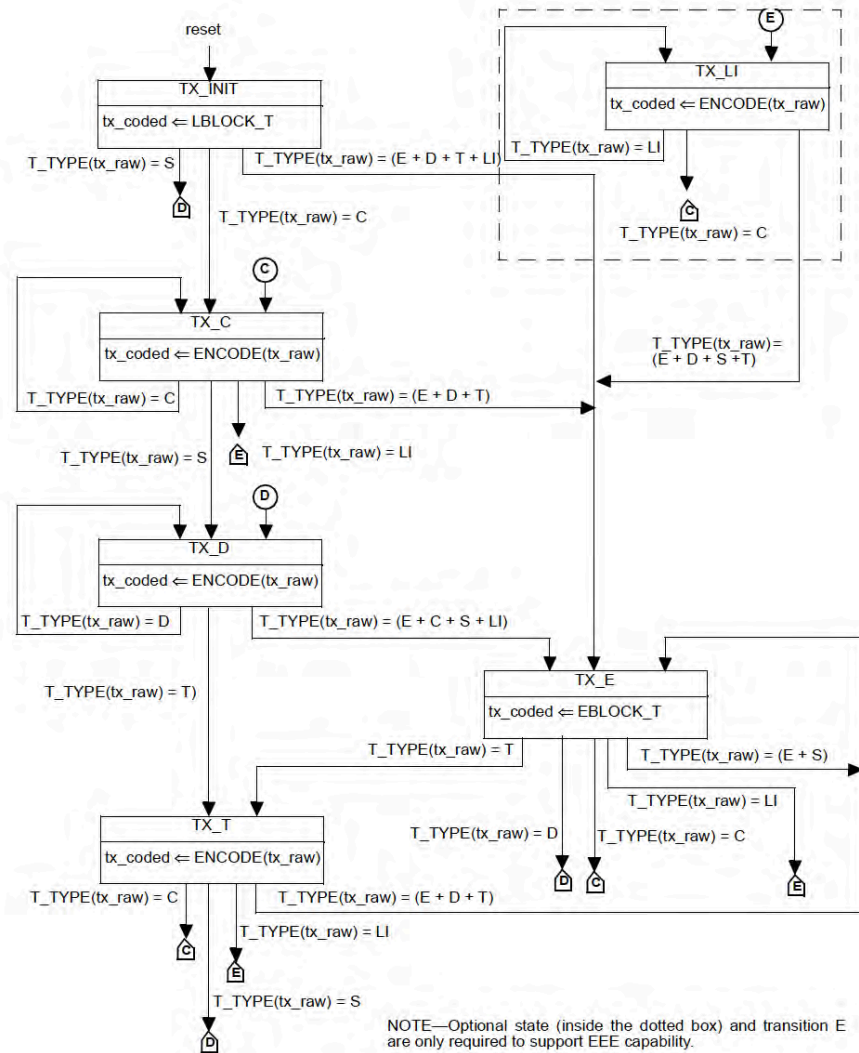 reset
TX_INIT
tx_coded ⇐ LBLOCK_T
T_TYPE(tx_raw) = S
T_TYPE(tx_raw) = (E + D + T + LI)
D
T_TYPE(tx_raw) = C
E
TX_LI
tx_coded ⇐ ENCODE(tx_raw)
T_TYPE(tx_raw) = LI
C
T_TYPE(tx_raw) = C
T_TYPE(tx_raw)=
(E + D + S +T)
C
TX_C
tx_coded ⇐ ENCODE(tx_raw)
T_TYPE(tx_raw) = C
T_TYPE(tx_raw) = (E + D + T)
E
T_TYPE(tx_raw) = LI
T_TYPE(tx_raw) = S
D
TX_D
tx_coded ⇐ ENCODE(tx_raw)
T_TYPE(tx_raw) = D
T_TYPE(tx_raw) = (E + C + S + LI)
T_TYPE(tx_raw) = T)
TX_E
tx_coded ⇐ EBLOCK_T
T_TYPE(tx_raw) = T
T_TYPE(tx_raw) = (E + S)
T_TYPE(tx_raw) = LI
T_TYPE(tx_raw) = D
T_TYPE(tx_raw) = C
D
C
E
TX_T
tx_coded ⇐ ENCODE(tx_raw)
T_TYPE(tx_raw) = C
T_TYPE(tx_raw) = (E + D + T)
C
T_TYPE(tx_raw) = LI
E
T_TYPE(tx_raw) = S
D
NOTE—Optional state (inside the dotted box) and transition E
are only required to support EEE capability.